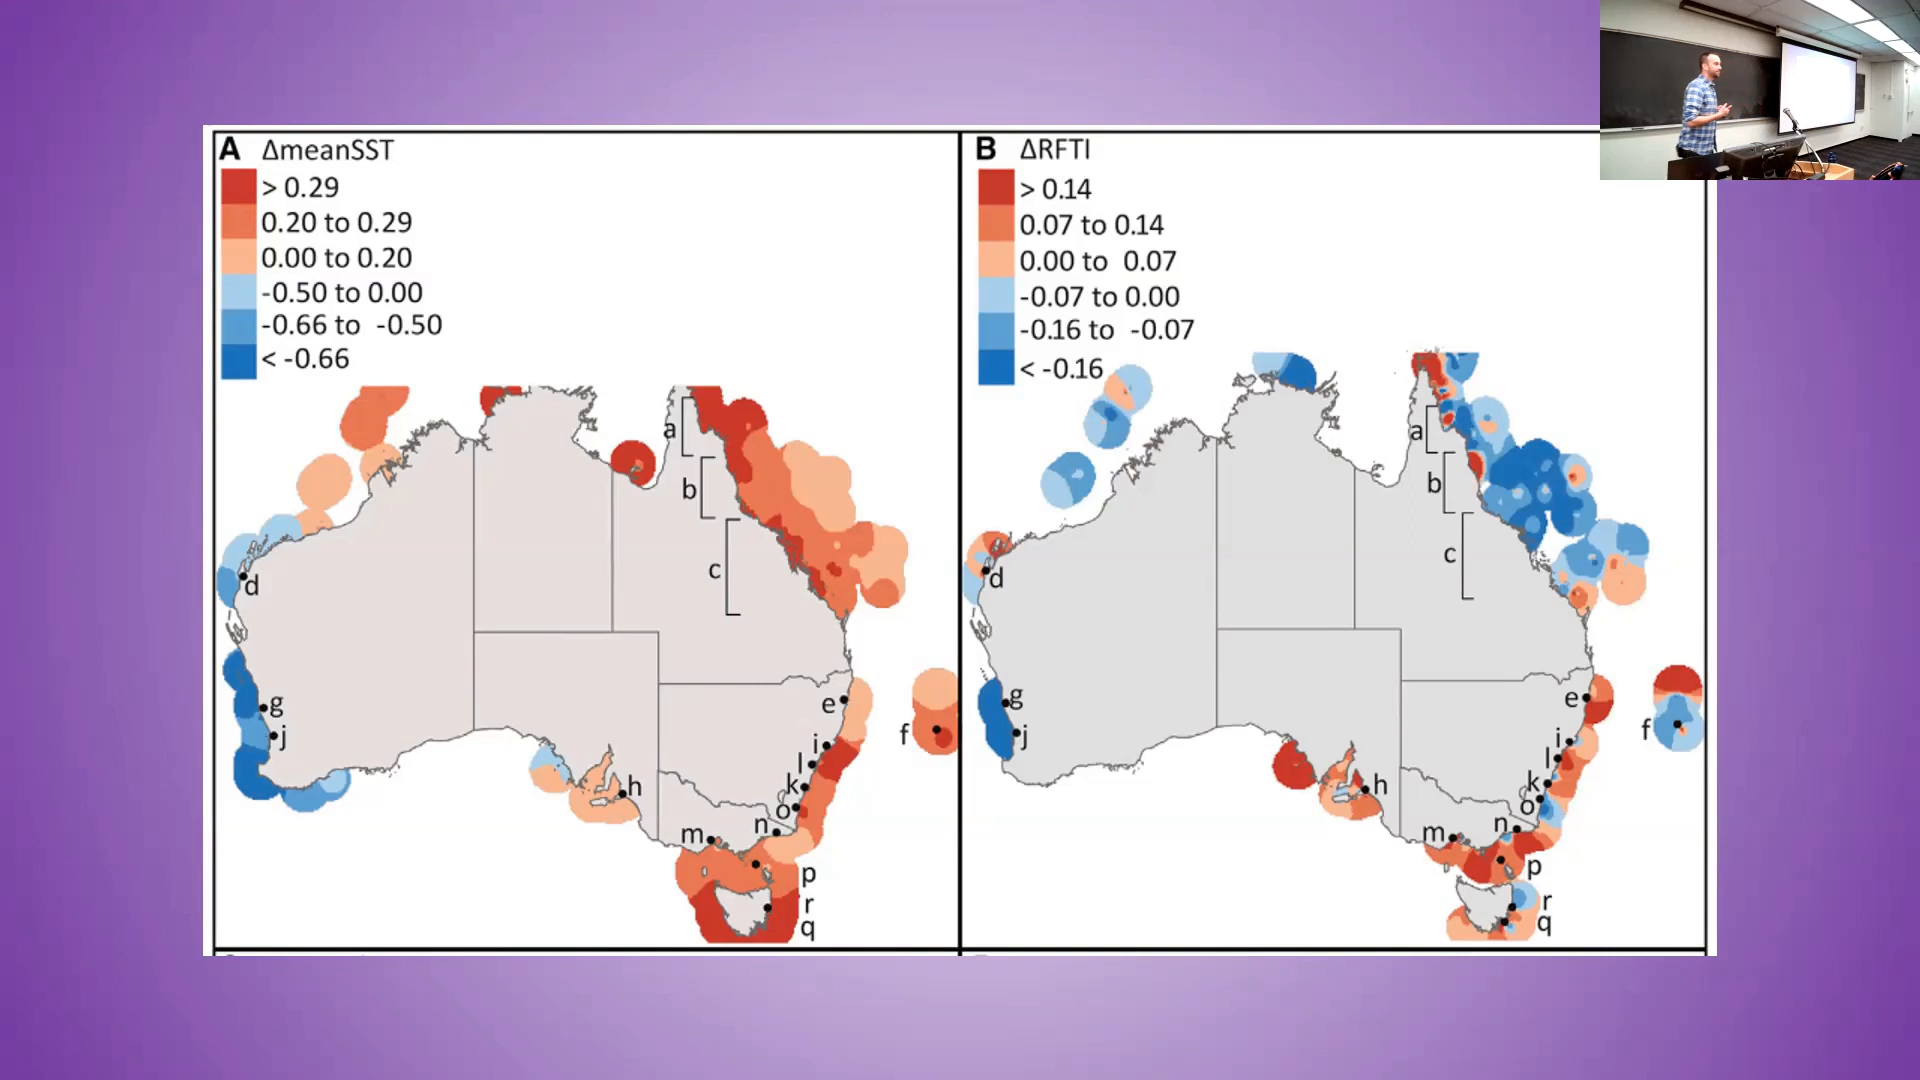 A ΔmeanSST
> 0.29
0.20 to 0.29
0.00 to 0.20
-0.50 to 0.00
-0.66 to -0.50
< -0.66
a
b
c
d
e
f
g
h
i
j
k
l
m
n
o
p
q
r
B ΔRFTI
> 0.14
0.07 to 0.14
0.00 to 0.07
-0.07 to 0.00
-0.16 to -0.07
< -0.16
a
b
c
d
e
f
g
h
i
j
k
l
m
n
o
p
q
r